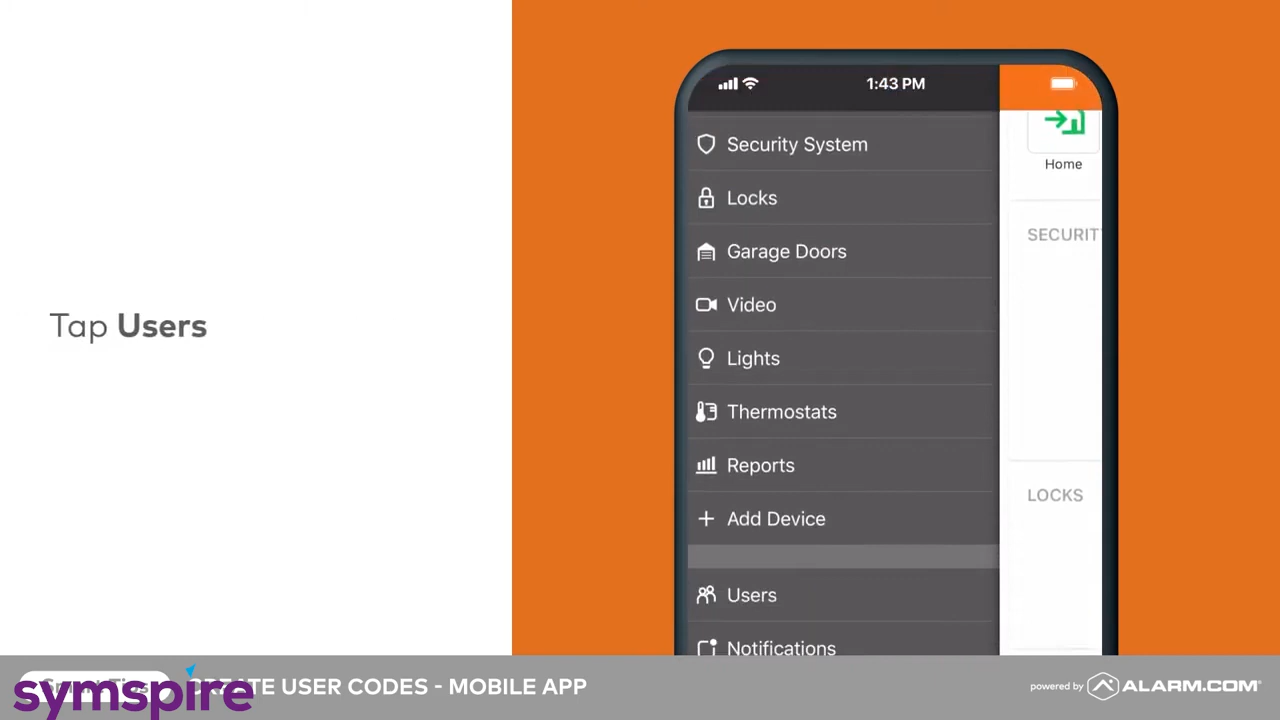 Tap Users
1:43 PM
Security System
Locks
Garage Doors
Video
Lights
Thermostats
Reports
Add Device
Users
Notifications
Home
SECURIT
LOCKS
symspire
CREATE USER CODES - MOBILE APP
powered by ALARM.COM